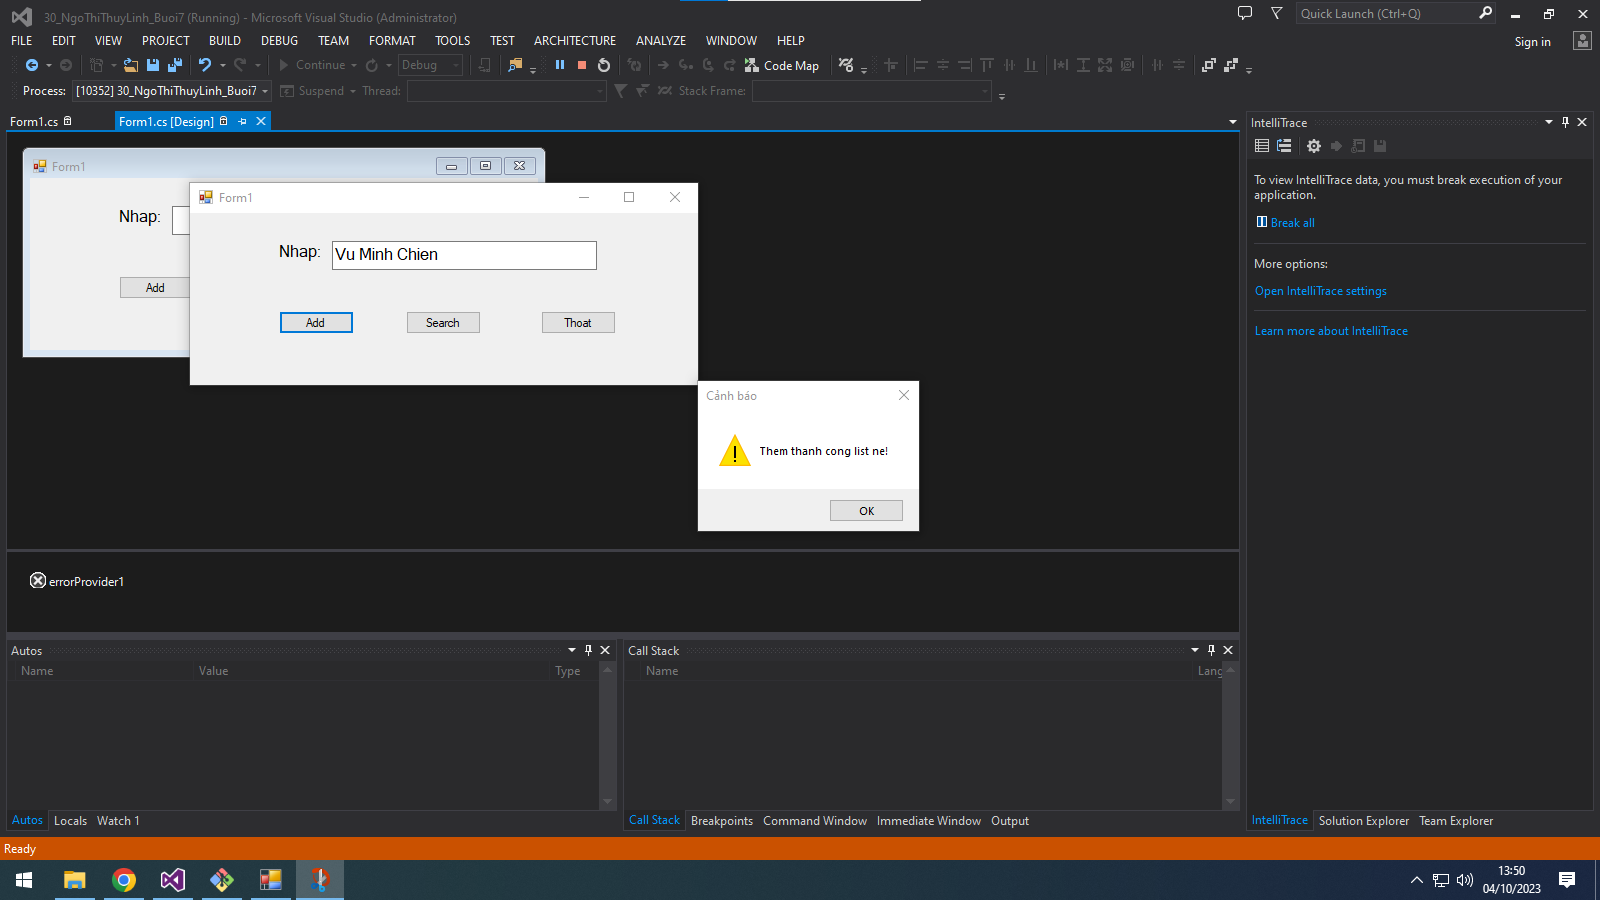 30_NgoThiThuyLinh_Buoi7 (Running) - Microsoft Visual Studio (Administrator)
Quick Launch (Ctrl+Q)
FILE EDIT VIEW PROJECT BUILD DEBUG TEAM FORMAT TOOLS TEST ARCHITECTURE ANALYZE WINDOW HELP
Sign in
Continue Debug Code Map
Process: [10352] 30_NgoThiThuyLinh_Buoi7 Suspend Thread: Stack Frame:
Form1.cs Form1.cs [Design]
Form1
Nhap:
Add
Form1
Nhap: Vu Minh Chien
Add Search Thoat
Cảnh báo
Them thanh cong list ne!
OK
errorProvider1
IntelliTrace
To view IntelliTrace data, you must break execution of your
application.
Break all
More options:
Open IntelliTrace settings
Learn more about IntelliTrace
Autos
Name Value Type
Call Stack
Name Lang
Autos Locals Watch 1
Call Stack Breakpoints Command Window Immediate Window Output
IntelliTrace Solution Explorer Team Explorer
Ready
13:50
04/10/2023